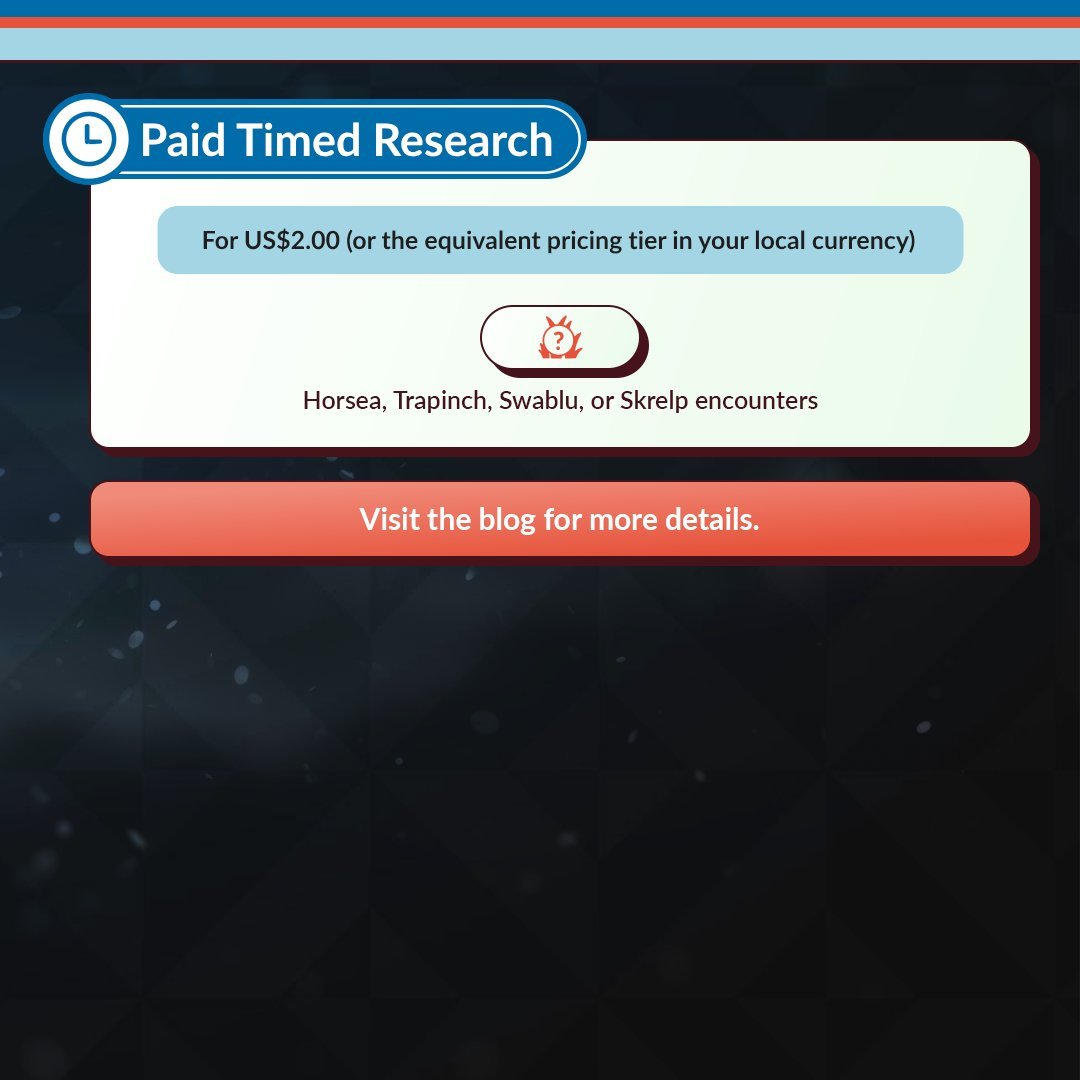 Paid Timed Research
For US$2.00 (or the equivalent pricing tier in your local currency)
?
Horsea, Trapinch, Swablu, or Skrelp encounters
Visit the blog for more details.